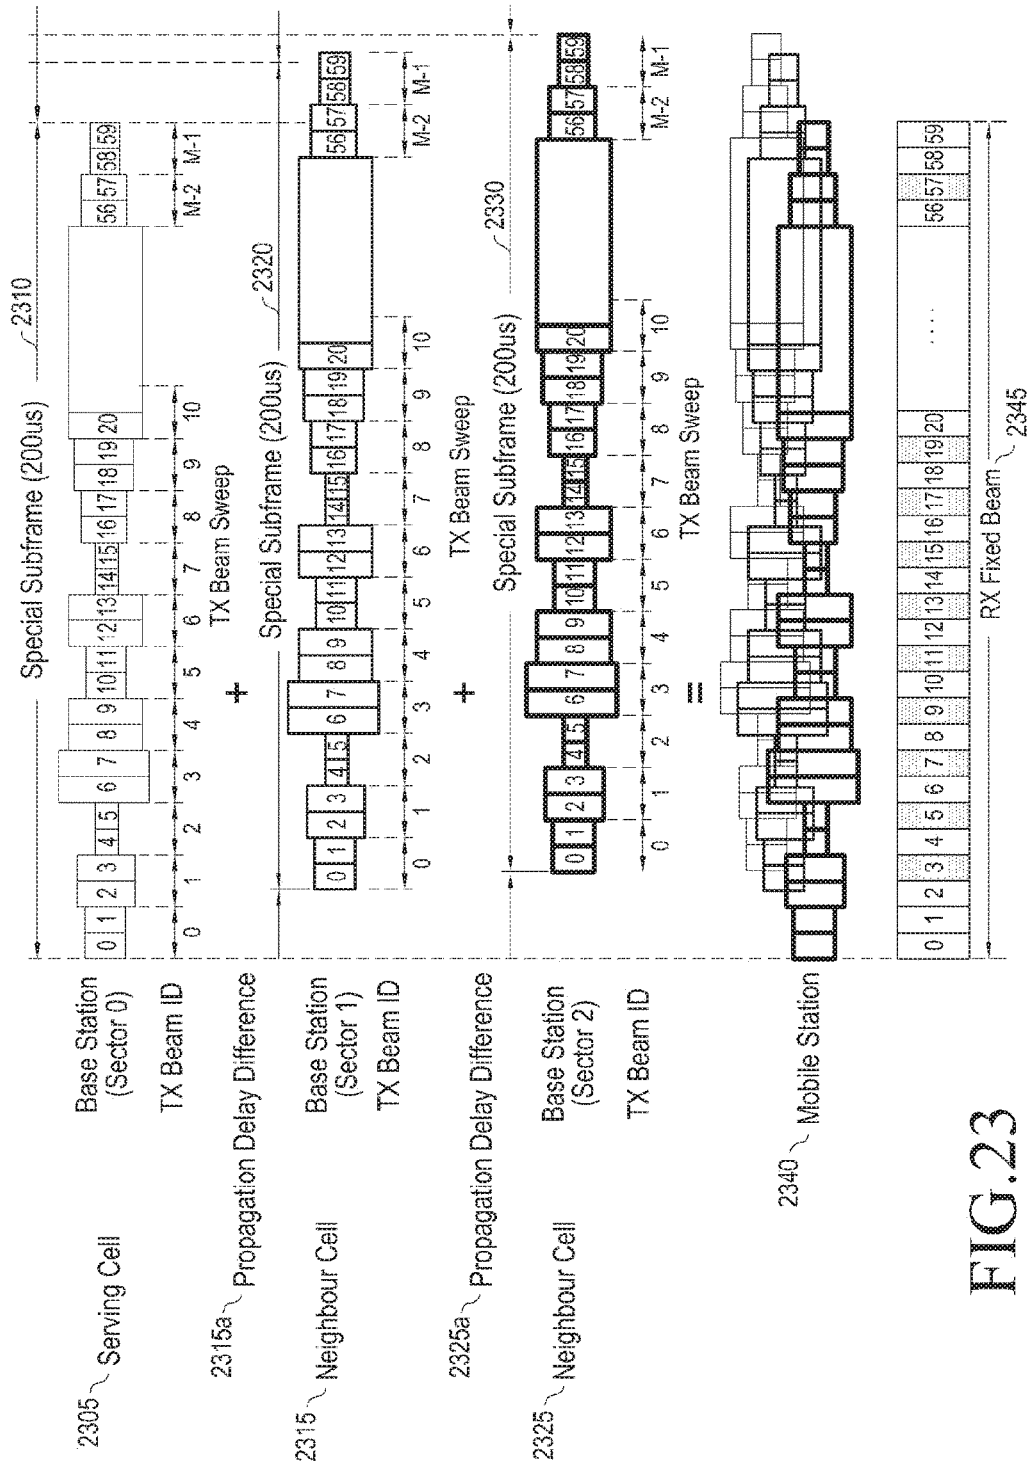 2305 Serving Cell
Base Station
(Sector 0)
Special Subframe (200us) 2310
0 1 2 3 4 5 6 7 8 9 10 11 12 13 14 15 16 17 18 19 20 56 57 58 59
TX Beam ID
0 1 2 3 4 5 6 7 8 9 10 M-2 M-1
TX Beam Sweep
2315a Propagation Delay Difference
+
Special Subframe (200us) 2320
2315 Neighbour Cell
Base Station
(Sector 1)
0 1 2 3 4 5 6 7 8 9 10 11 12 13 14 15 16 17 18 19 20 56 57 58 59
TX Beam ID
0 1 2 3 4 5 6 7 8 9 10 M-2 M-1
TX Beam Sweep
2325a Propagation Delay Difference
+
Special Subframe (200us) 2330
2325 Neighbour Cell
Base Station
(Sector 2)
0 1 2 3 4 5 6 7 8 9 10 11 12 13 14 15 16 17 18 19 20 56 57 58 59
TX Beam ID
0 1 2 3 4 5 6 7 8 9 10 M-2 M-1
TX Beam Sweep
=
2340 Mobile Station
0 1 2 3 4 5 6 7 8 9 10 11 12 13 14 15 16 17 18 19 20 .... 56 57 58 59
RX Fixed Beam 2345
FIG.23